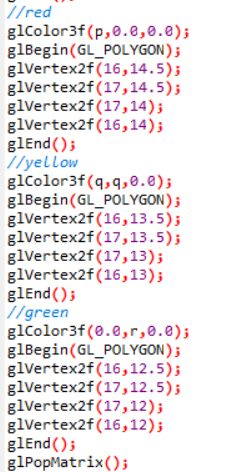 //red
glColor3f(p,0.0,0.0);
glBegin(GL_POLYGON);
glVertex2f(16,14.5);
glVertex2f(17,14.5);
glVertex2f(17,14);
glVertex2f(16,14);
glEnd();
//yellow
glColor3f(q,q,0.0);
glBegin(GL_POLYGON);
glVertex2f(16,13.5);
glVertex2f(17,13.5);
glVertex2f(17,13);
glVertex2f(16,13);
glEnd();
//green
glColor3f(0.0,r,0.0);
glBegin(GL_POLYGON);
glVertex2f(16,12.5);
glVertex2f(17,12.5);
glVertex2f(17,12);
glVertex2f(16,12);
glEnd();
glPopMatrix();